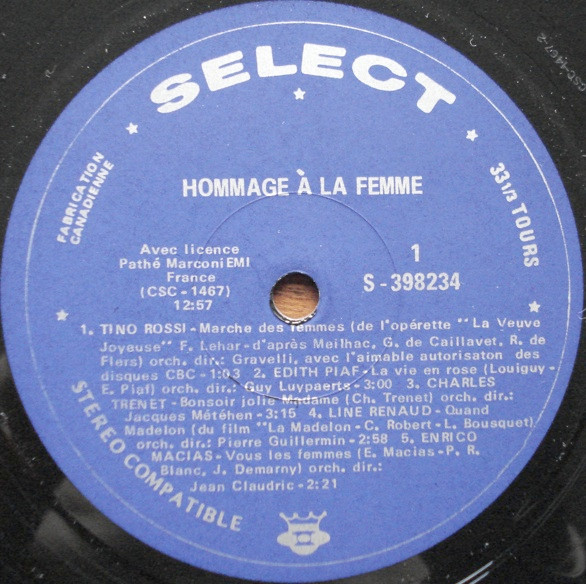 SELECT
HOMMAGE À LA FEMME
FABRICATION
CANADIENNE
33 1/3 TOURS
Avec licence
Pathé Marconi EMI
France
(CSC - 1467)
12:57
1
S - 398234
1. TINO ROSSI - Marche des femmes (de l'opérette "La Veuve
Joyeuse" F. Lehar - d'après Meilhac, G. de Caillavet, R. de
Flers) orch. dir.: Gravelli, avec l'aimable autorisaton des
disques CBC - 1:03 2. EDITH PIAF - La vie en rose (Louiguy -
E. Piaf) orch. dir.: Guy Luypaerts - 3:00 3. CHARLES
TRENET - Bonsoir jolie Madame (Ch. Trenet) orch. dir.:
Jacques Météhen - 3:15 4. LINE RENAUD - Quand
Madelon (du film "La Madelon - C. Robert - L. Bousquet)
orch. dir.: Pierre Guillermin - 2:58 5. ENRICO
MACIAS - Vous les femmes (E. Macias - P. R.
Blanc, J. Demarny) orch. dir.:
Jean Claudric - 2:21
STEREO COMPATIBLE